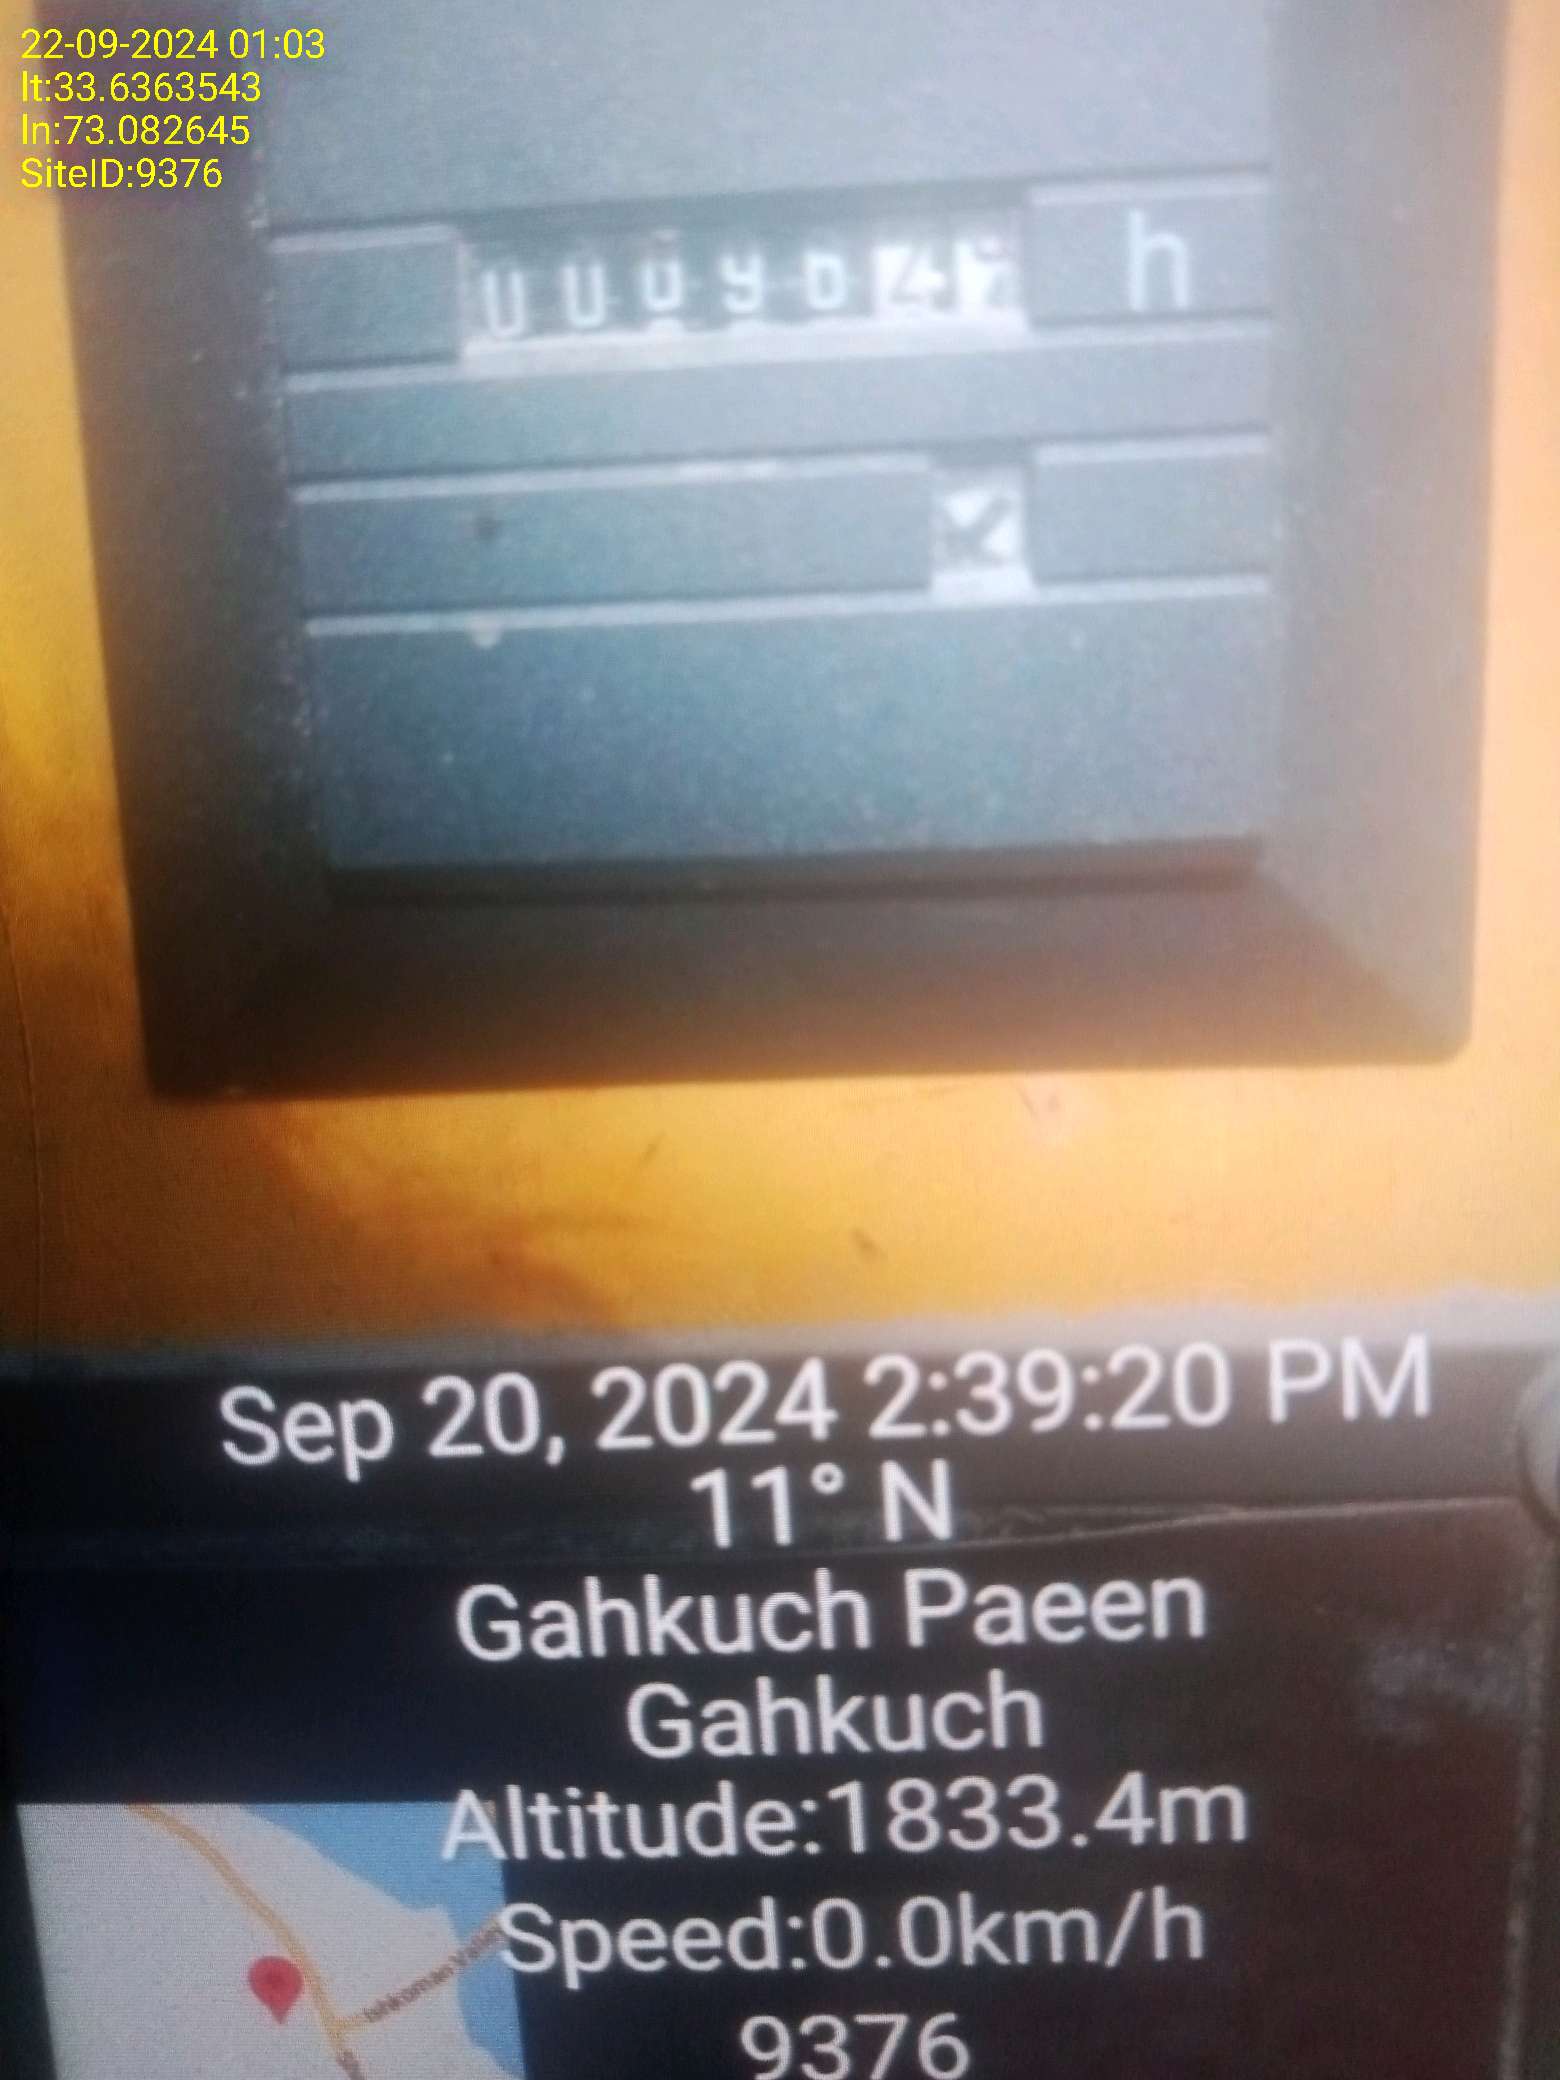 22-09-2024 01:03
lt:33.6363543
ln:73.082645
SiteID:9376
h
Sep 20, 2024 2:39:20 PM
11° N
Gahkuch Paeen
Gahkuch
Altitude:1833.4m
Speed:0.0km/h
9376